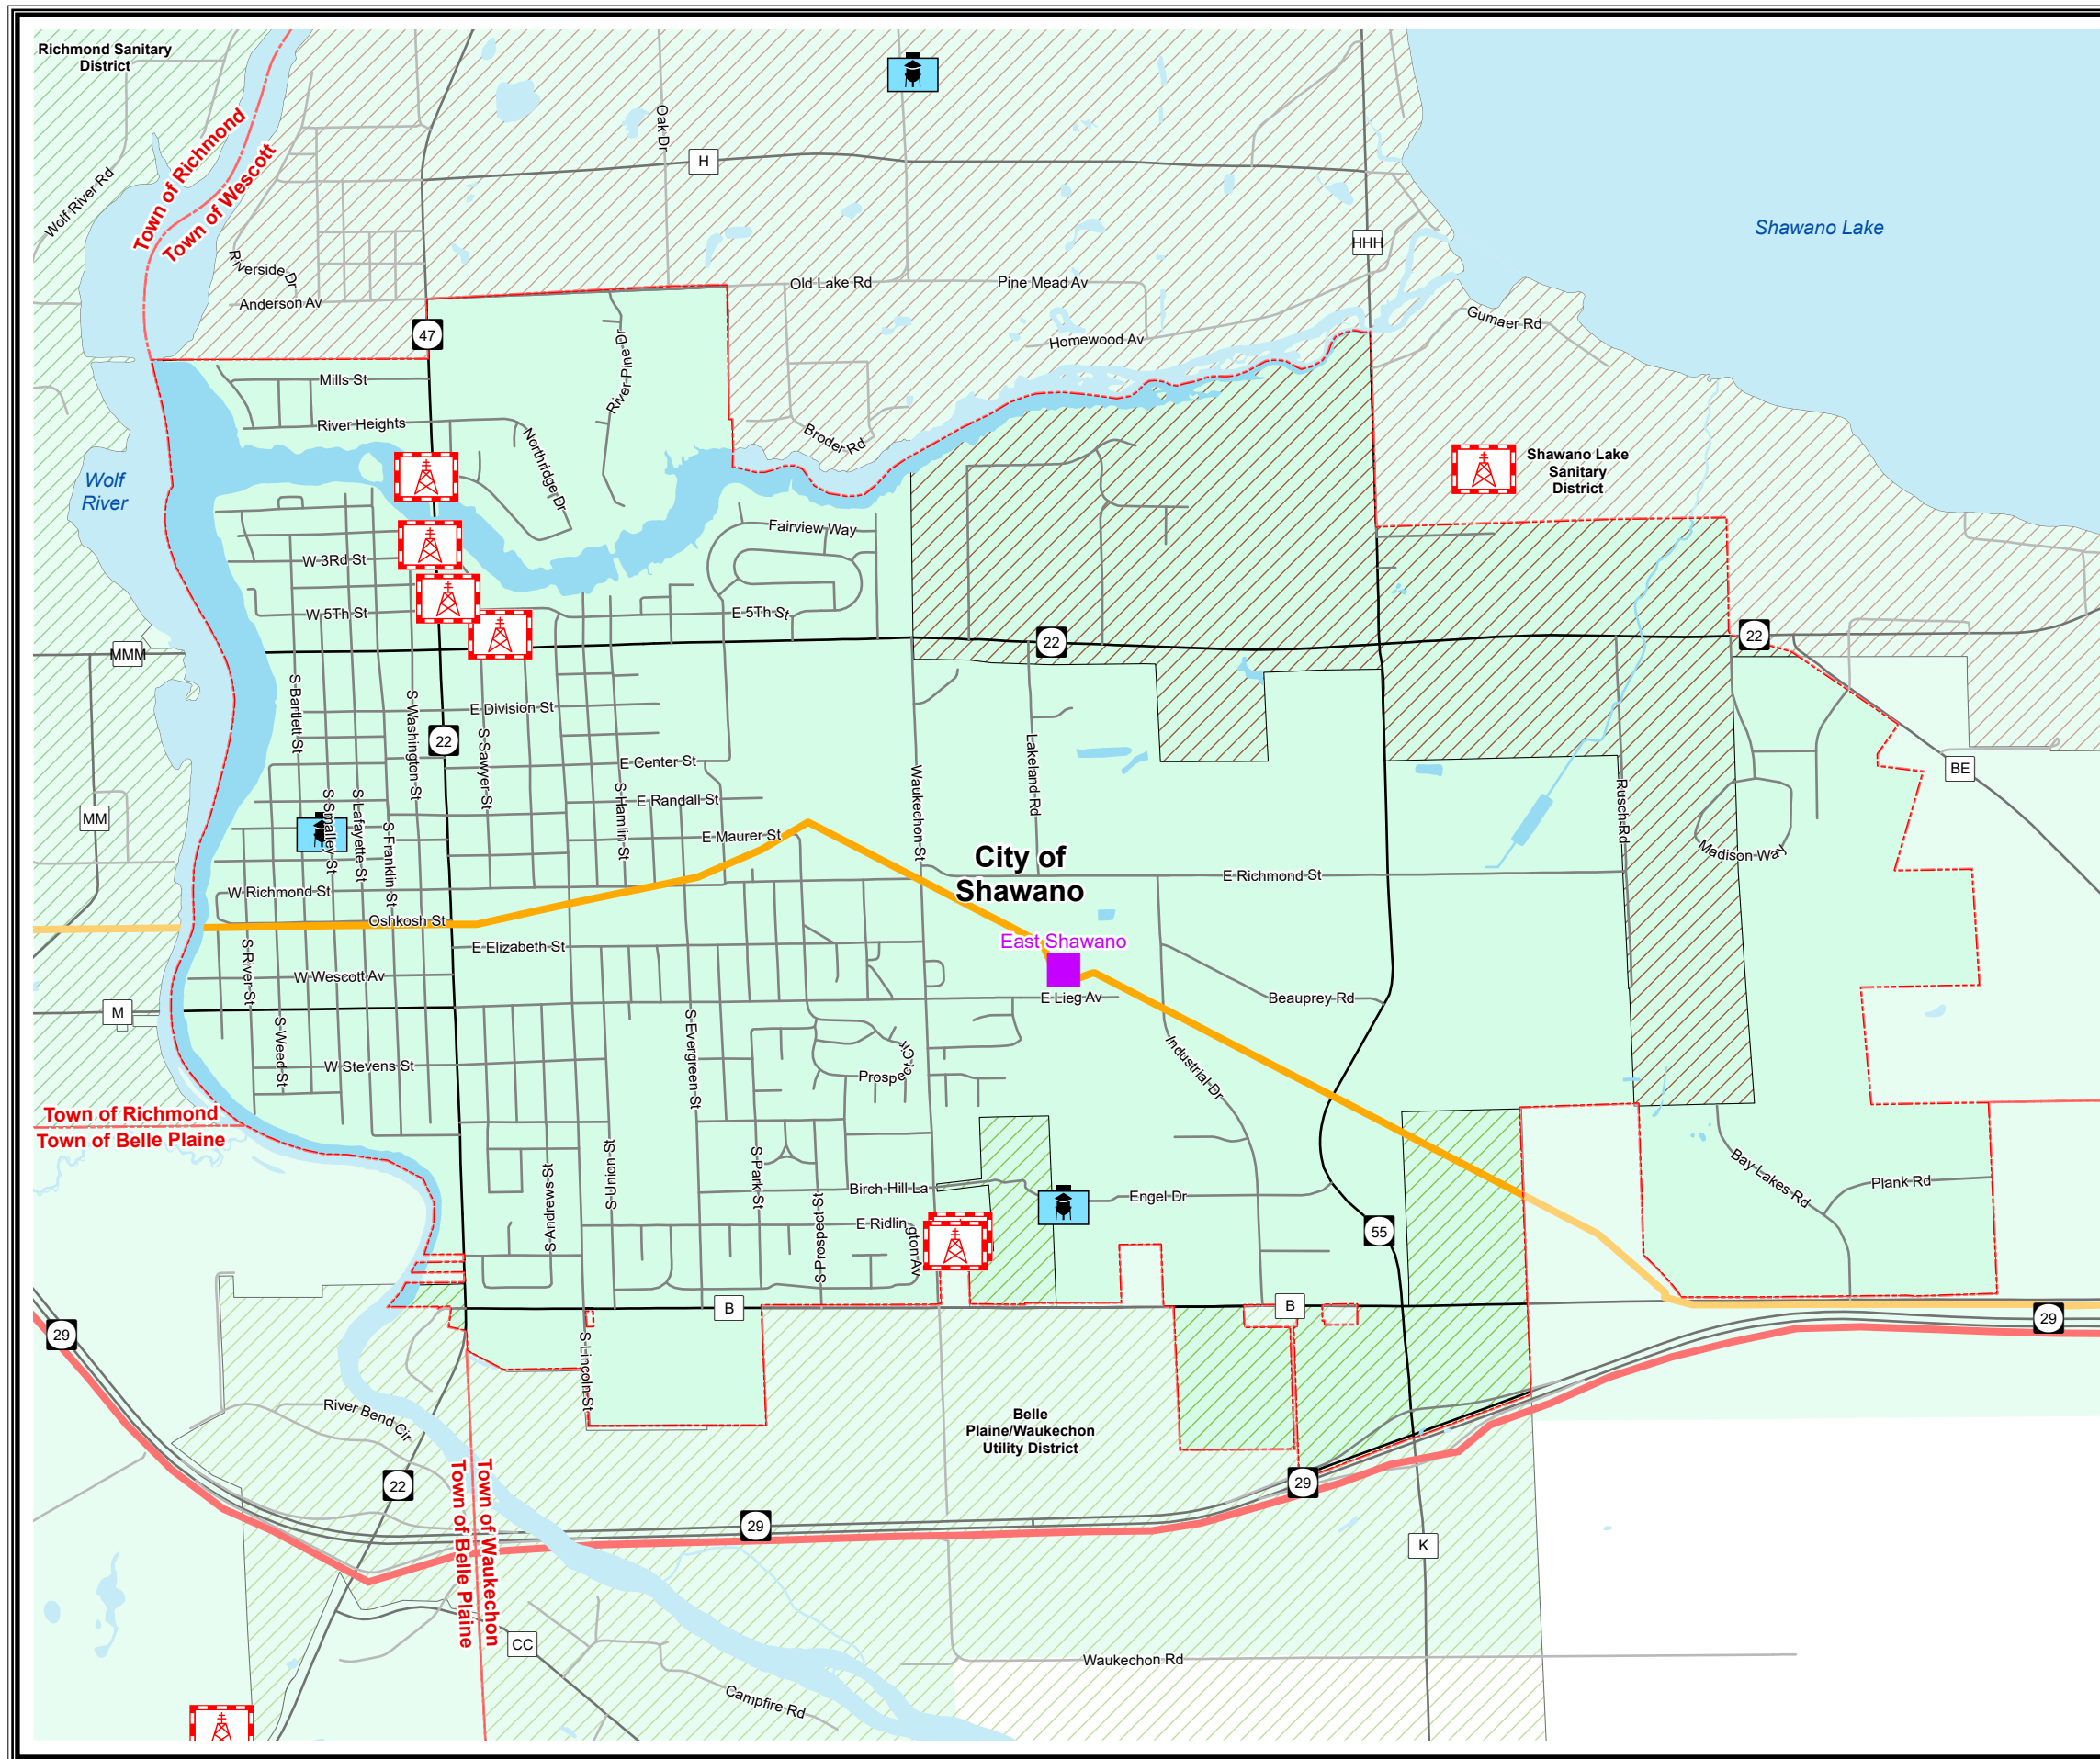 Richmond Sanitary
District
Wolf River Rd
Town of Richmond
Town of Wescott
Oak Dr
H
HHH
Shawano Lake
Riverside Dr
Anderson Av
Old Lake Rd
Pine Mead Av
47
River Pine Dr
Homewood Av
Gumaer Rd
Mills St
River Heights
Northridge Dr
Broder Rd
Wolf
River
Shawano Lake
Sanitary
District
Fairview Way
W 3Rd St
W 5Th St
E 5Th St
MMM
22
22
S Bartlett St
S Washington St
E Division St
S Sawyer St
22
Lakeland Rd
Waukechon St
E Center St
BE
S Smalley St
S Lafayette St
S Franklin St
S Hamlin St
E Randall St
Rusch Rd
MM
E Maurer St
Madison Way
City of
Shawano
W Richmond St
E Richmond St
Oshkosh St
East Shawano
S River St
E Elizabeth St
W Wescott Av
E Lieg Av
Beauprey Rd
M
S Weed St
S Evergreen St
Prospect Cir
Industrial Dr
W Stevens St
Town of Richmond
Town of Belle Plaine
S Andrews St
S Union St
S Park St
S Prospect St
Birch Hill La
Engel Dr
Bay Lakes Rd
Plank Rd
E Ridlington Av
55
B
B
29
29
S Lincoln St
River Bend Cir
Belle
Plaine/Waukechon
Utility District
22
Town of Belle Plaine
Town of Waukechon
29
29
K
CC
Waukechon Rd
Campfire Rd